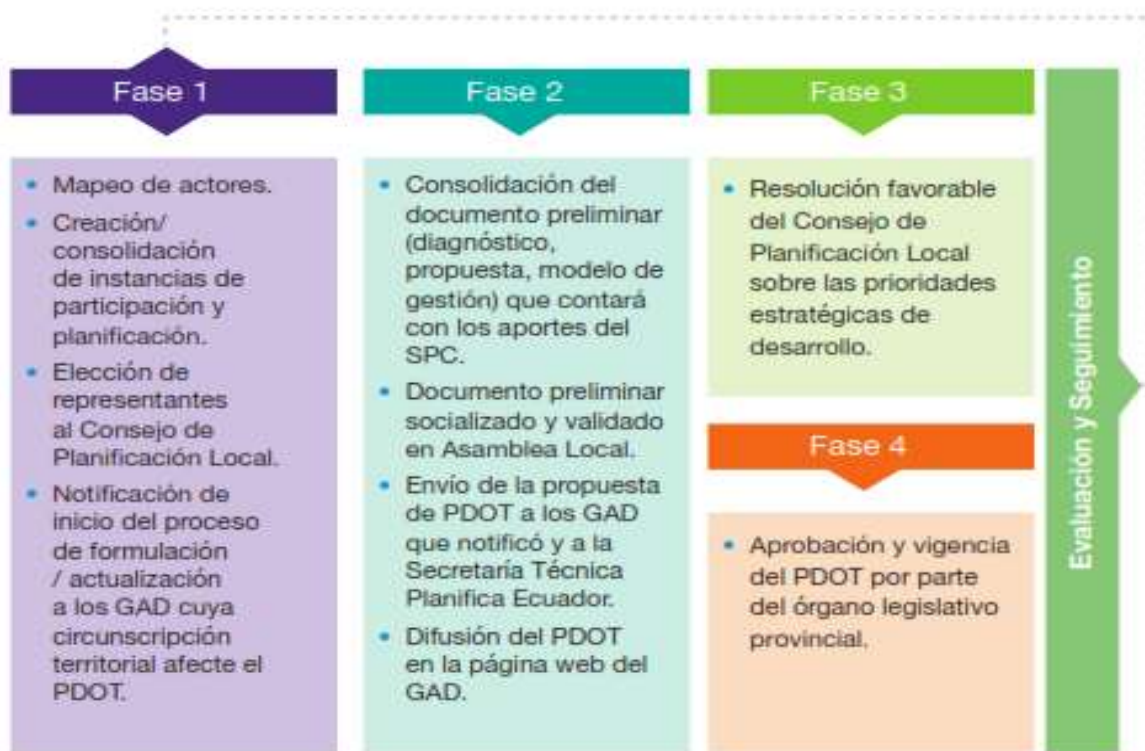 Fase 1
• Mapeo de actores.
• Creación/
consolidación
de instancias de
participación y
planificación.
• Elección de
representantes
al Consejo de
Planificación Local.
• Notificación de
inicio del proceso
de formulación
/ actualización
a los GAD cuya
circunscripción
territorial afecte el
PDOT.
Fase 2
• Consolidación del
documento preliminar
(diagnóstico,
propuesta, modelo de
gestión) que contará
con los aportes del
SPC.
• Documento preliminar
socializado y validado
en Asamblea Local.
• Envío de la propuesta
de PDOT a los GAD
que notificó y a la
Secretaría Técnica
Planifica Ecuador.
• Difusión del PDOT
en la página web del
GAD.
Fase 3
• Resolución favorable
del Consejo de
Planificación Local
sobre las prioridades
estratégicas de
desarrollo.
Fase 4
• Aprobación y vigencia
del PDOT por parte
del órgano legislativo
provincial.
Evaluación y Seguimiento